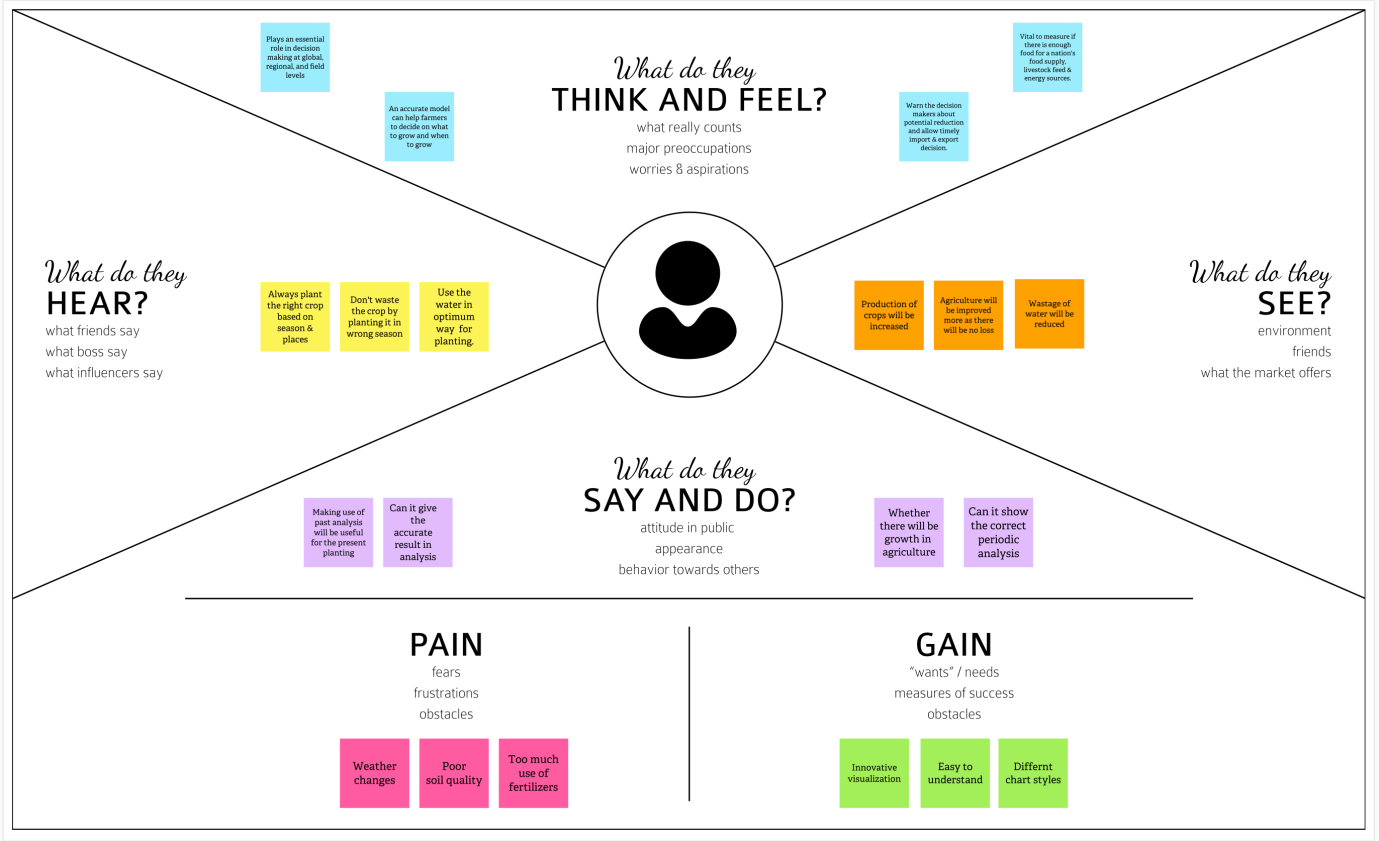 Plays an essential
role in decision
making at global,
regional, and field
levels
An accurate model
can help farmers
to decide on what
to grow and when
to grow
What do they
THINK AND FEEL?
what really counts
major preoccupations
worries & aspirations
Warn the decision
makers about
potential reduction
and allow timely
import & export
decision.
Vital to measure if
there is enough
food for a nation's
food supply,
livestock feed &
energy sources.
What do they
HEAR?
what friends say
what boss say
what influencers say
Always plant
the right crop
based on
season &
places
Don't waste
the crop by
planting it in
wrong season
Use the
water in
optimum
way for
planting.
Production of
crops will be
increased
Agriculture will
be improved
more as there
will be no loss
Wastage of
water will be
reduced
What do they
SEE?
environment
friends
what the market offers
What do they
SAY AND DO?
attitude in public
appearance
behavior towards others
Making use of
past analysis
will be useful
for the present
planting
Can it give
the
accurate
result in
analysis
Whether
there will be
growth in
agriculture
Can it show
the correct
periodic
analysis
PAIN
fears
frustrations
obstacles
Weather
changes
Poor
soil quality
Too much
use of
fertilizers
GAIN
“wants” / needs
measures of success
obstacles
Innovative
visualization
Easy to
understand
Differnt
chart styles